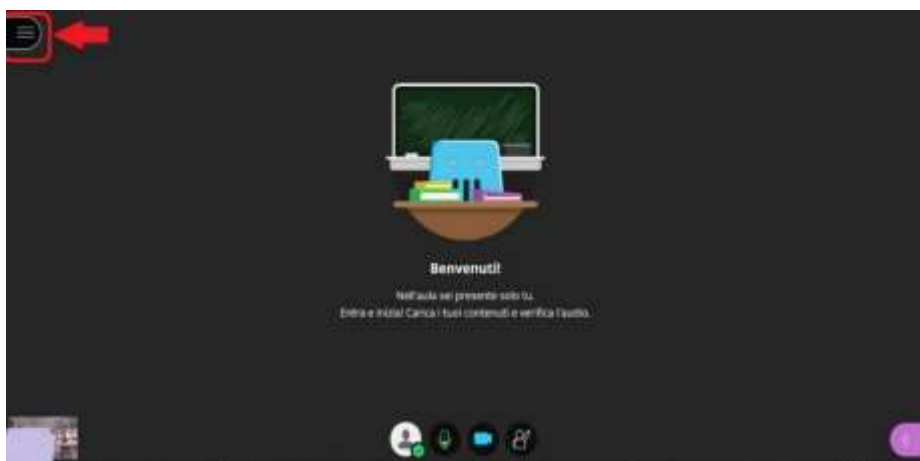 Benvenuti!
Nell'aula sei presente solo tu.
Entra e inizia! Carica i tuoi contenuti e verifica l'audio.